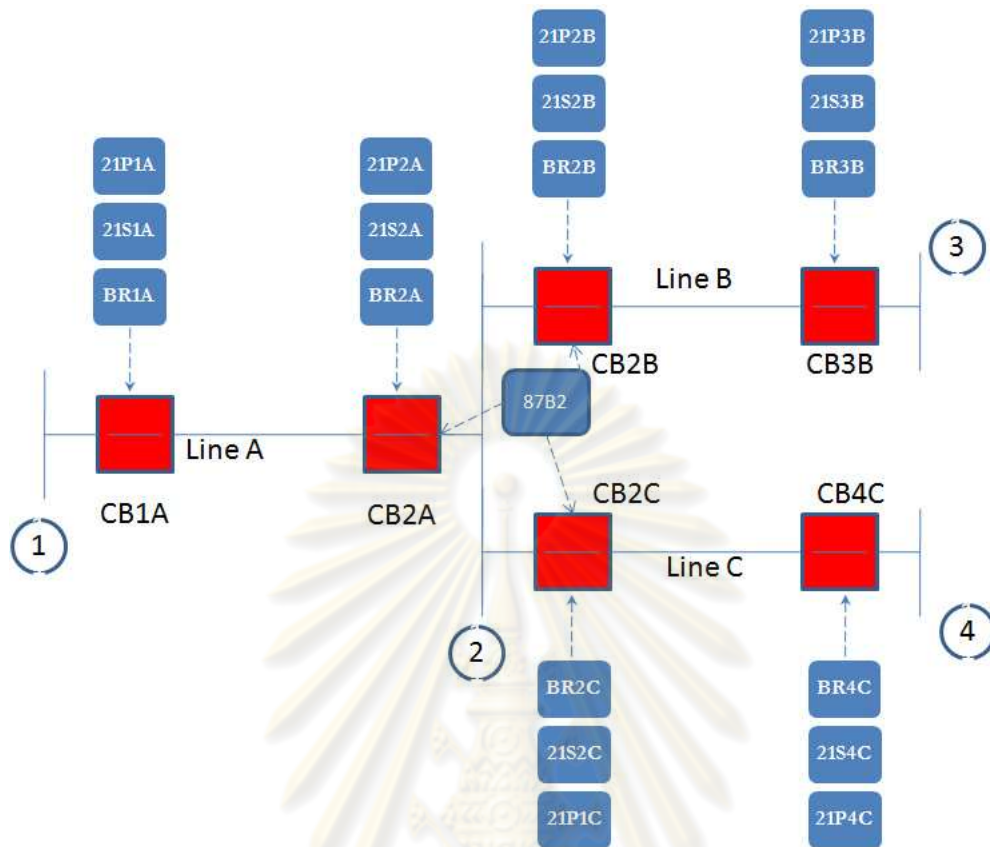 21P2B
21P3B
21S2B
21S3B
BR2B
BR3B
21P1A
21P2A
21S1A
21S2A
BR1A
BR2A
3
Line B
CB2B
CB3B
87B2
Line A
CB1A
CB2A
CB2C
CB4C
1
Line C
2
4
BR2C
BR4C
21S2C
21S4C
21P1C
21P4C